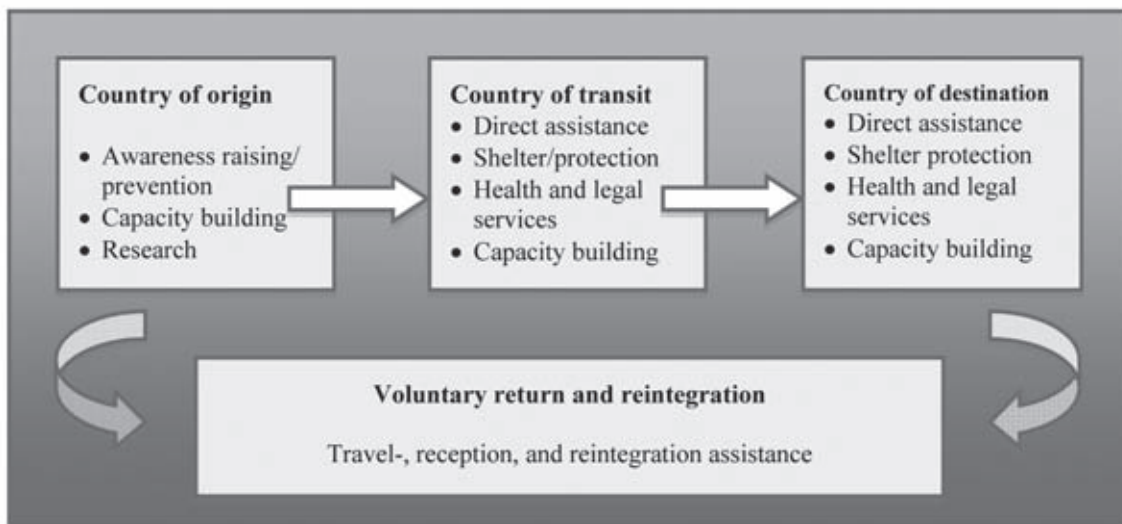 Country of origin
• Awareness raising/
prevention
• Capacity building
• Research
Country of transit
• Direct assistance
• Shelter/protection
• Health and legal
services
• Capacity building
Country of destination
• Direct assistance
• Shelter protection
• Health and legal
services
• Capacity building
Voluntary return and reintegration
Travel-, reception, and reintegration assistance